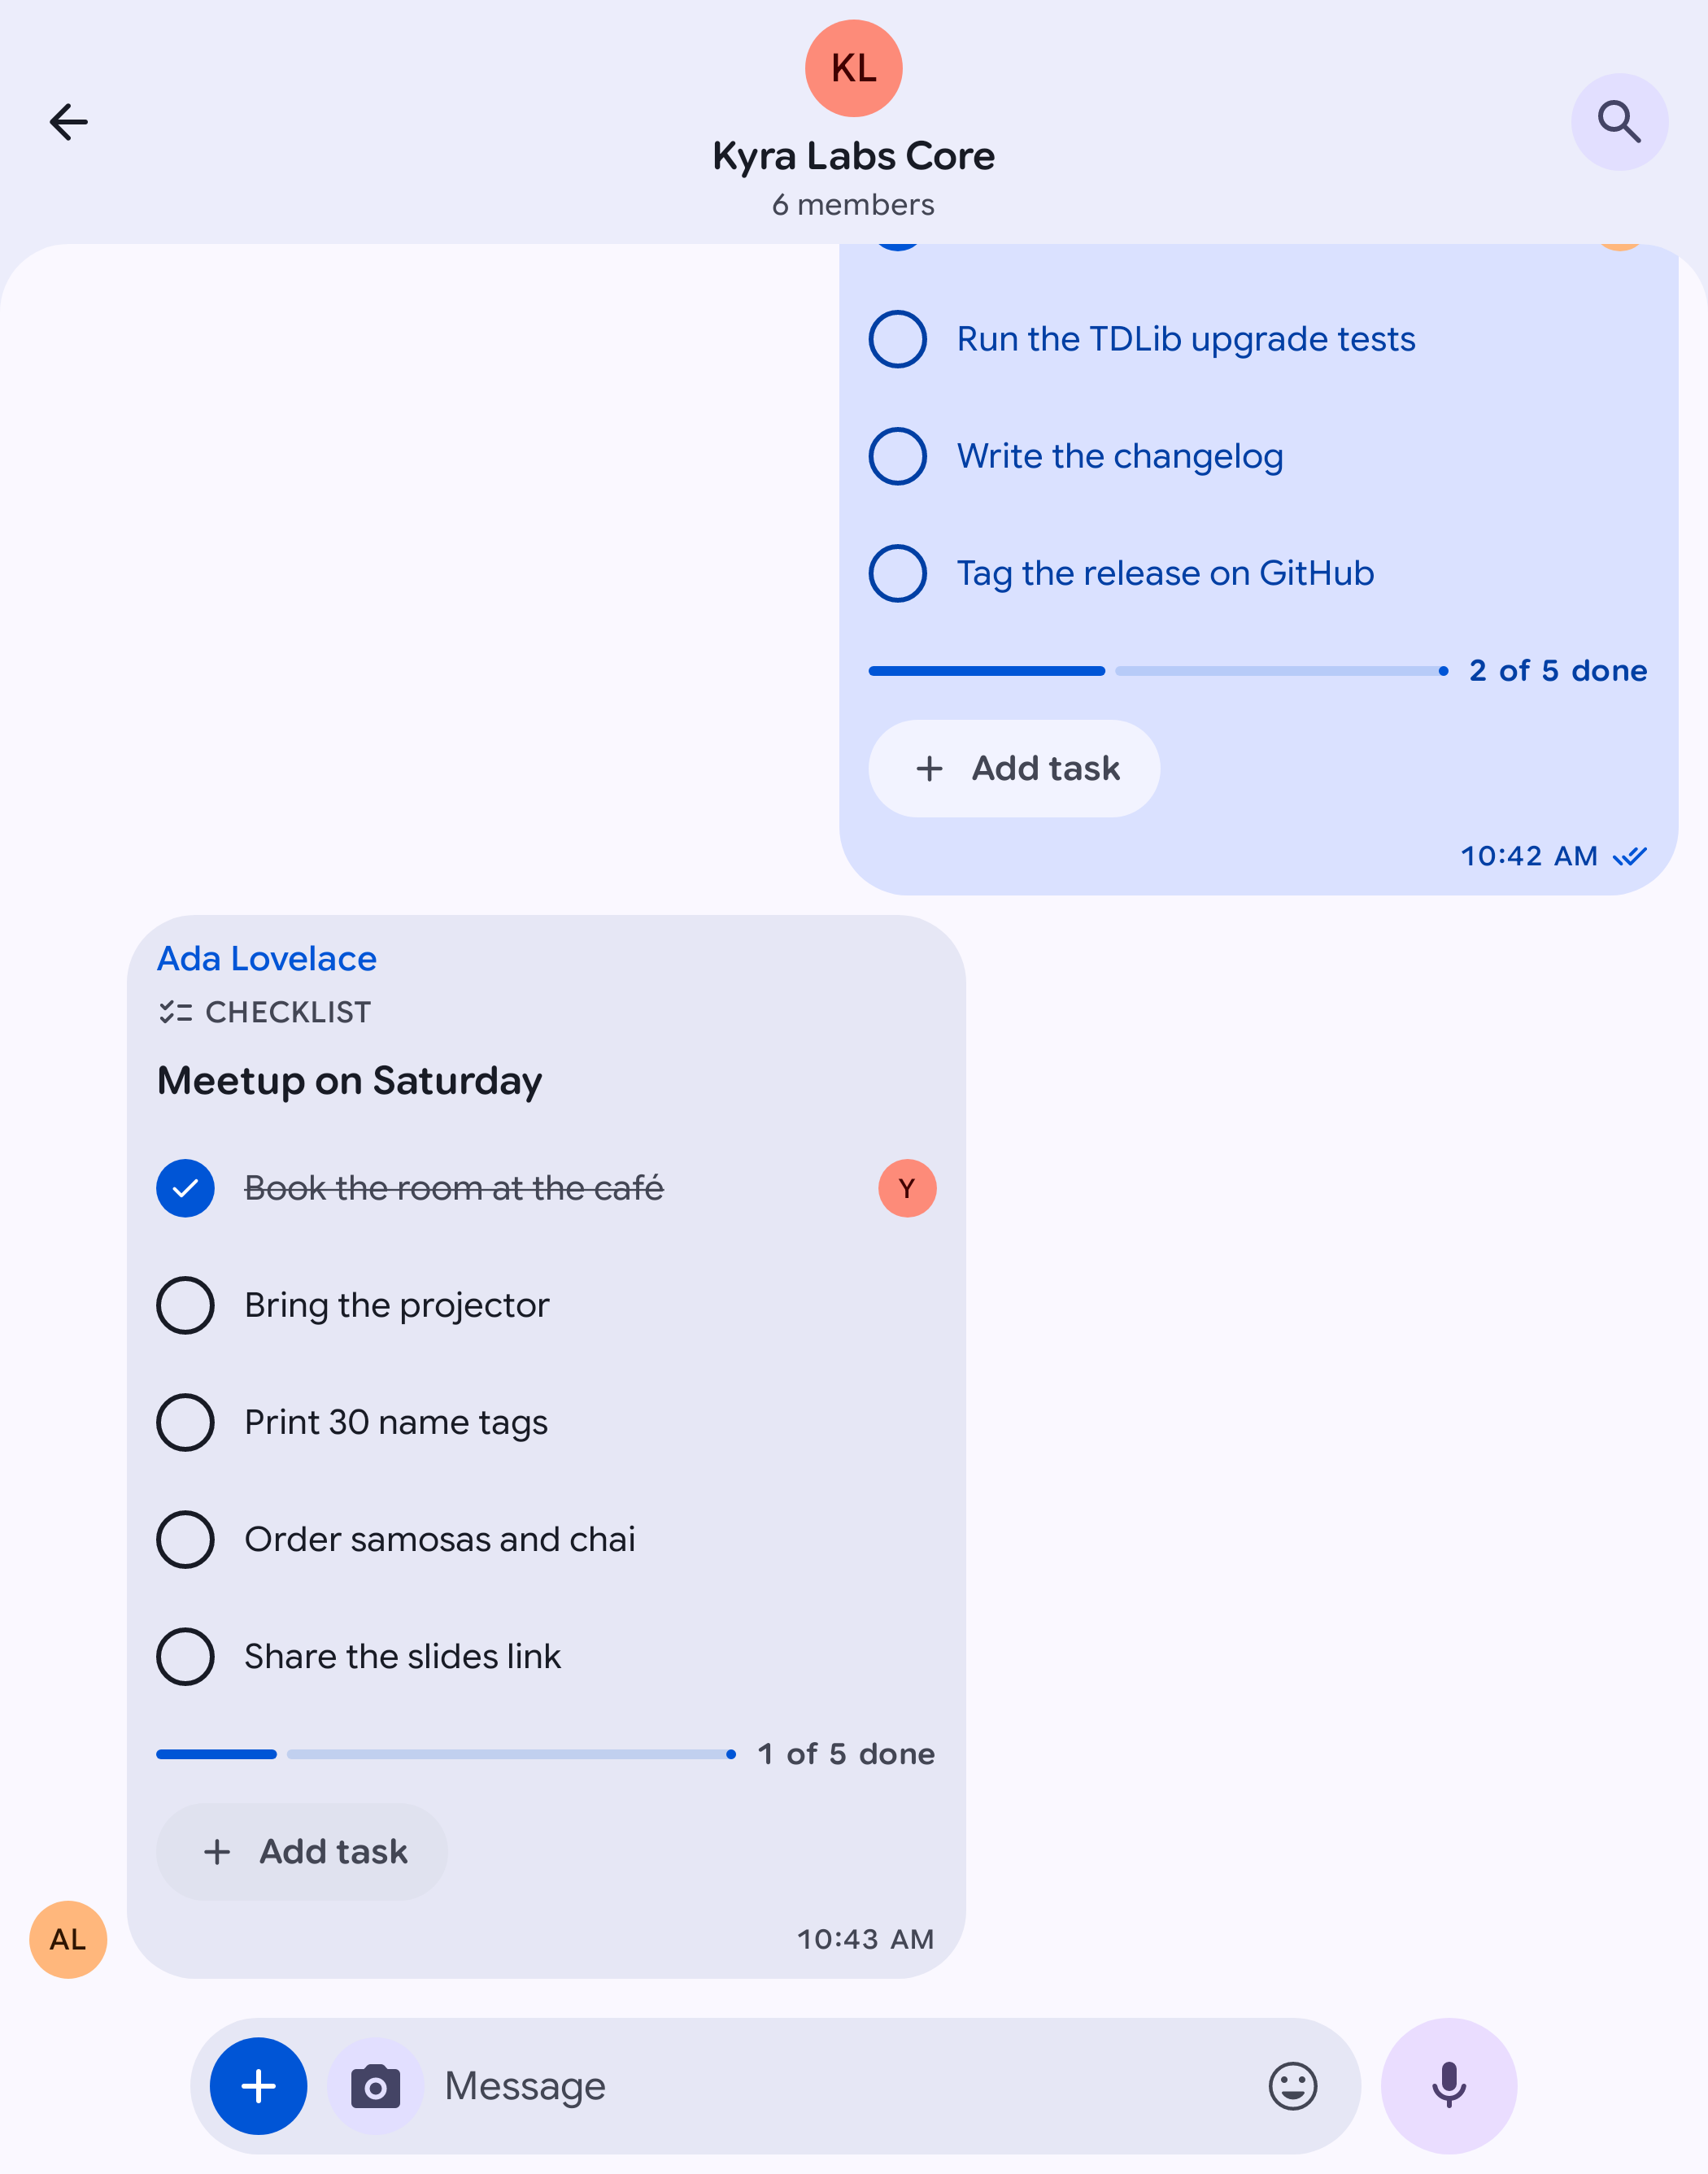 KL
Kyra Labs Core
6 members
Run the TDLib upgrade tests
Write the changelog
Tag the release on GitHub
2 of 5 done
Add task
10:42 AM
Ada Lovelace
CHECKLIST
Meetup on Saturday
Book the room at the café
Y
Bring the projector
Print 30 name tags
Order samosas and chai
Share the slides link
1 of 5 done
Add task
AL
10:43 AM
Message